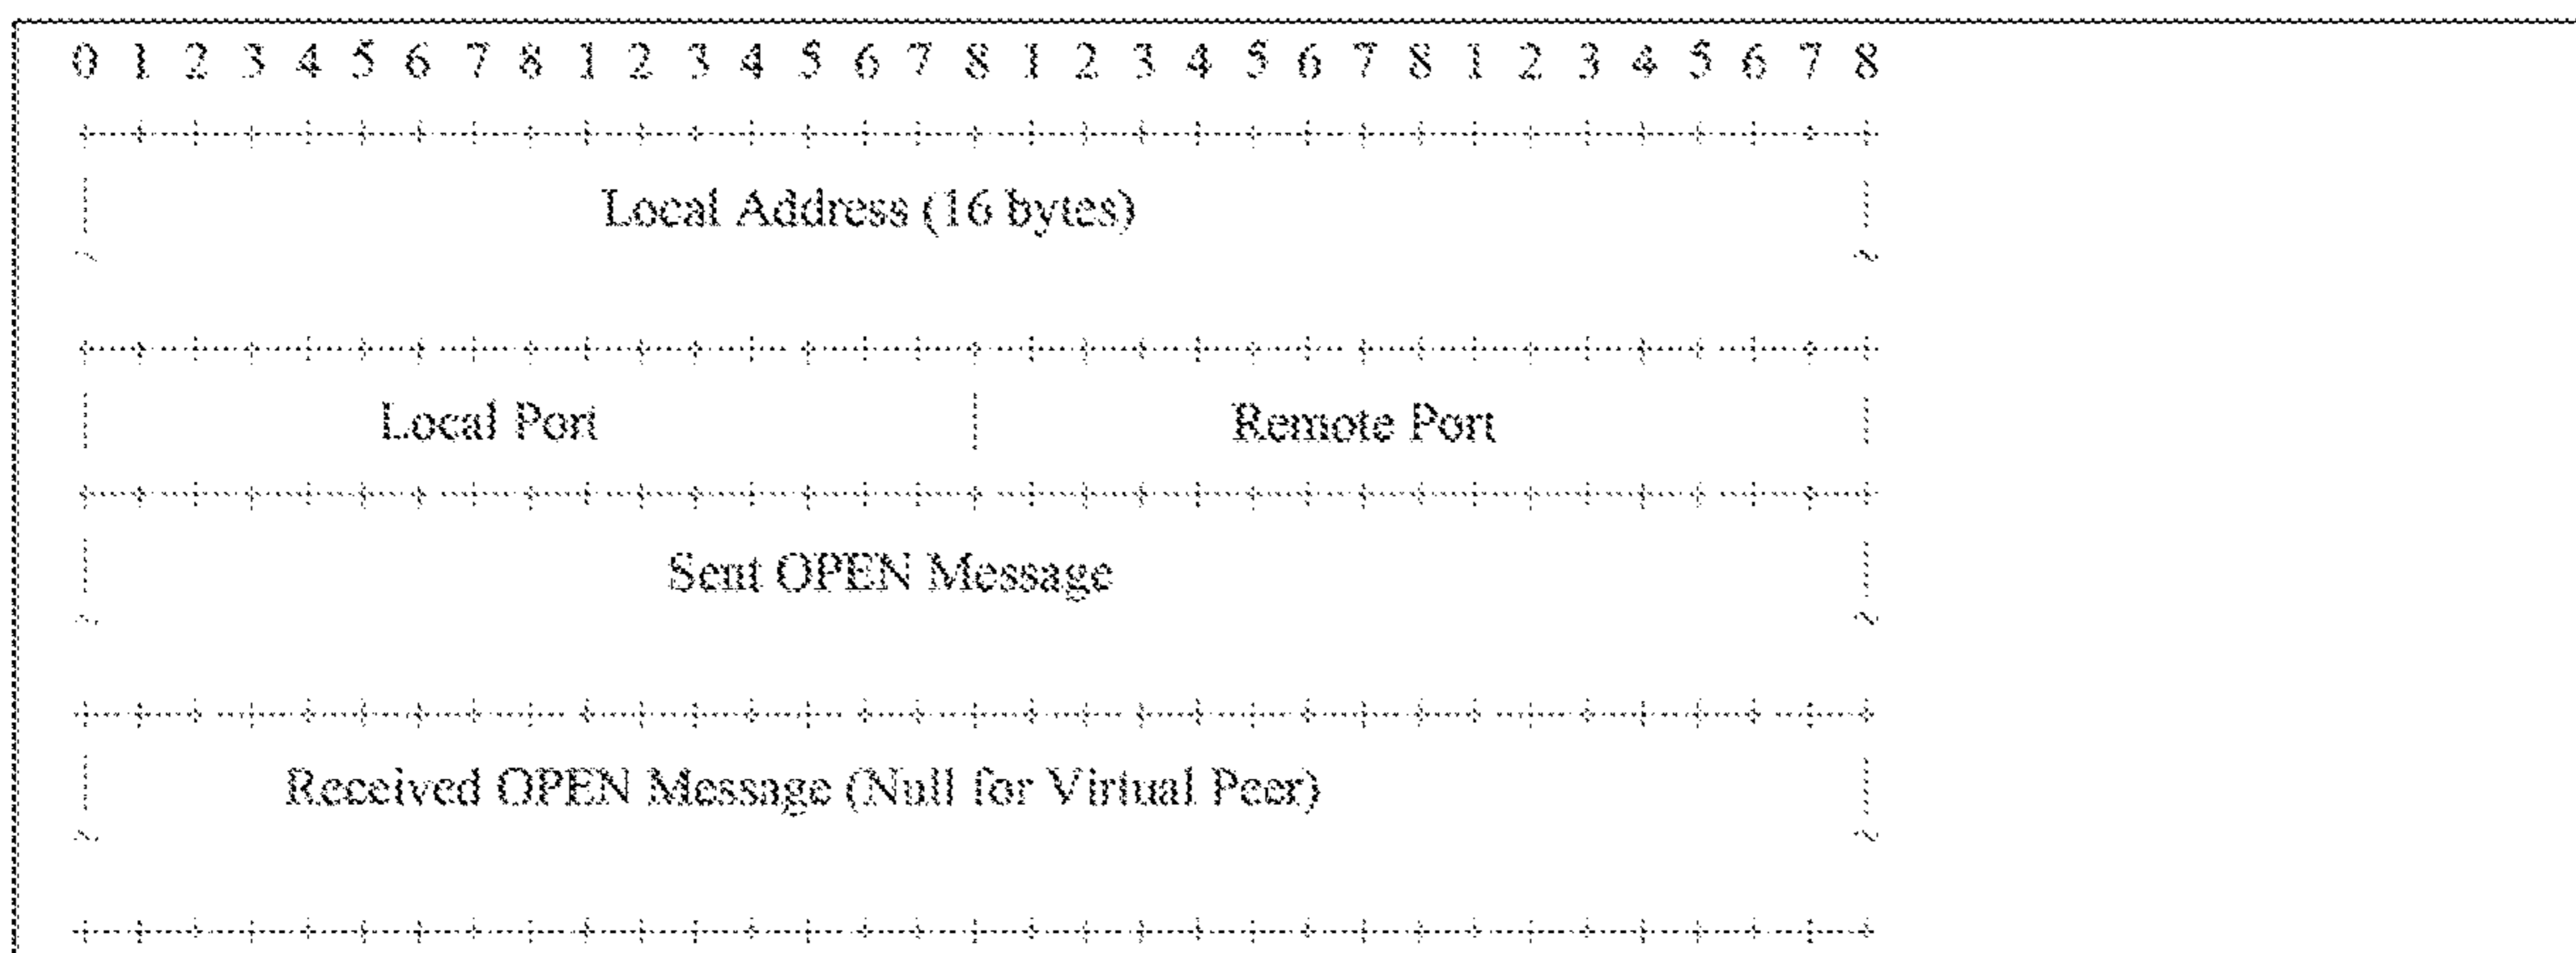 0 1 2 3 4 5 6 7 8 1 2 3 4 5 6 7 8 1 2 3 4 5 6 7 8 1 2 3 4 5 6 7 8
Local Address (16 bytes)
Local Port Remote Port
Sent OPEN Message
Received OPEN Message (Null for Virtual Peer)